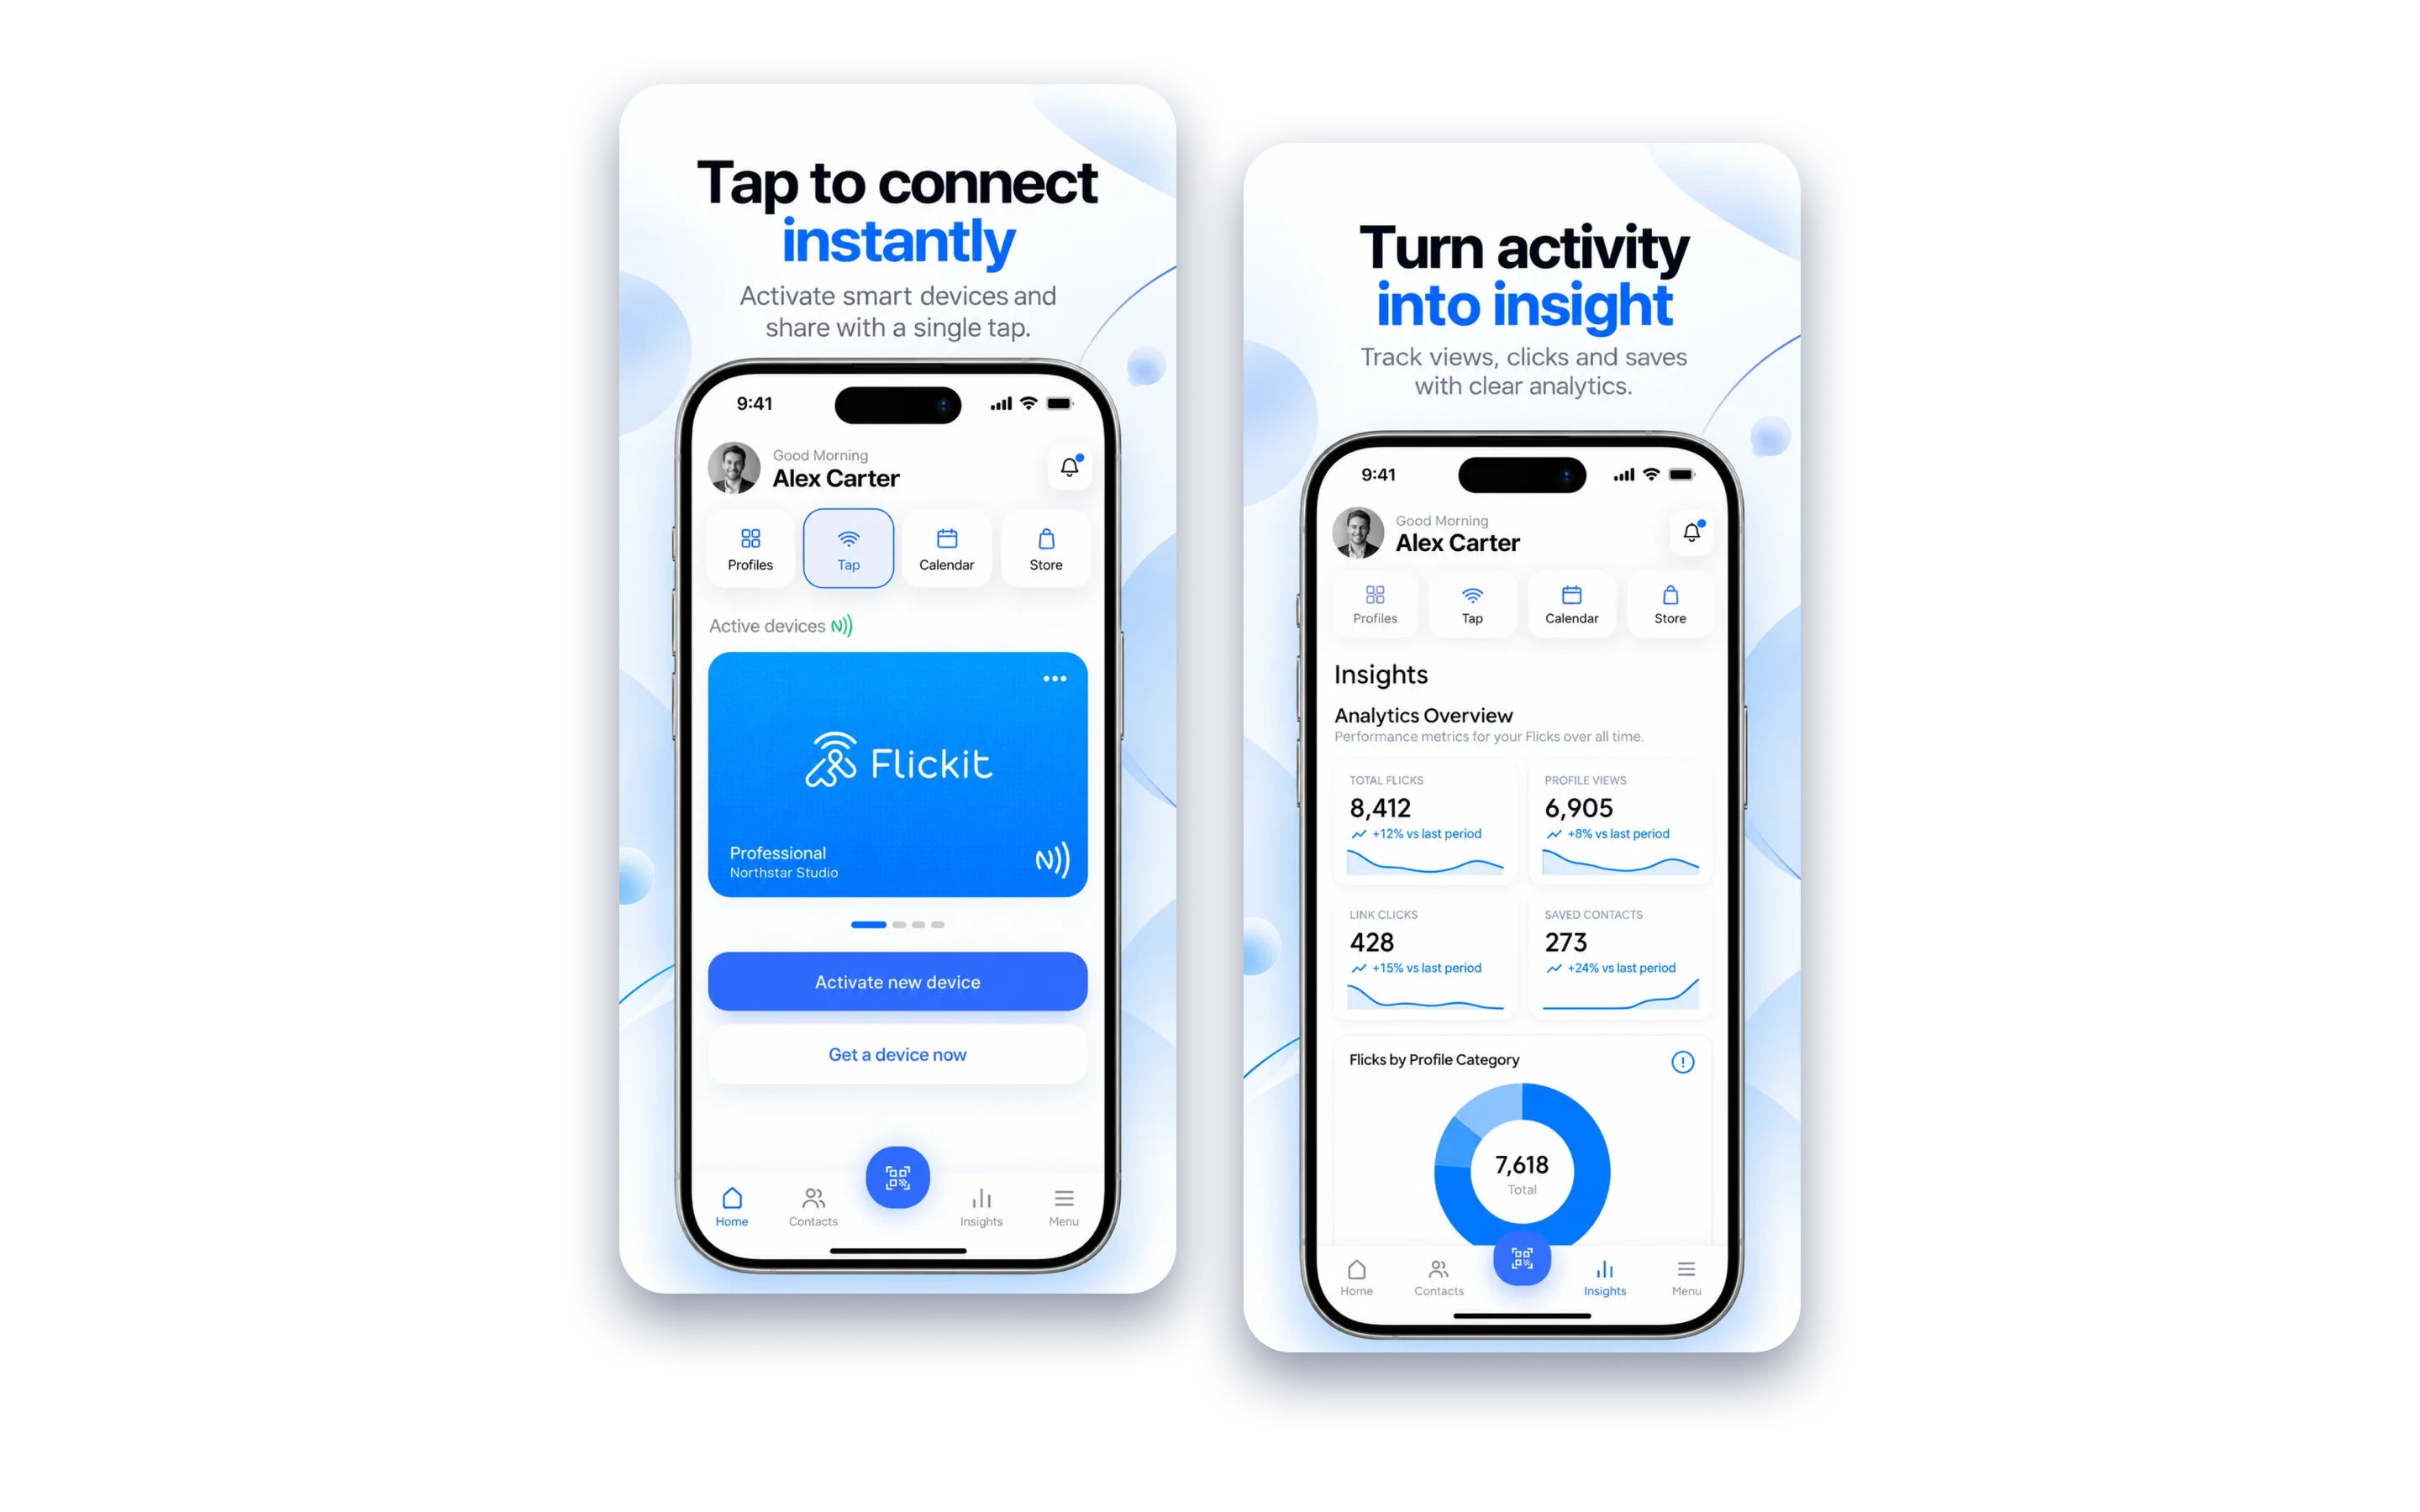 Tap to connect
instantly
Activate smart devices and
share with a single tap.
9:41
Good Morning
Alex Carter
Profiles
Tap
Calendar
Store
Active devices
Flickit
Professional
Northstar Studio
Activate new device
Get a device now
Home
Contacts
Insights
Menu
Turn activity
into insight
Track views, clicks and saves
with clear analytics.
9:41
Good Morning
Alex Carter
Profiles
Tap
Calendar
Store
Insights
Analytics Overview
Performance metrics for your Flicks over all time.
TOTAL FLICKS
8,412
+12% vs last period
PROFILE VIEWS
6,905
+8% vs last period
LINK CLICKS
428
+15% vs last period
SAVED CONTACTS
273
+24% vs last period
Flicks by Profile Category
7,618
Total
Home
Contacts
Insights
Menu